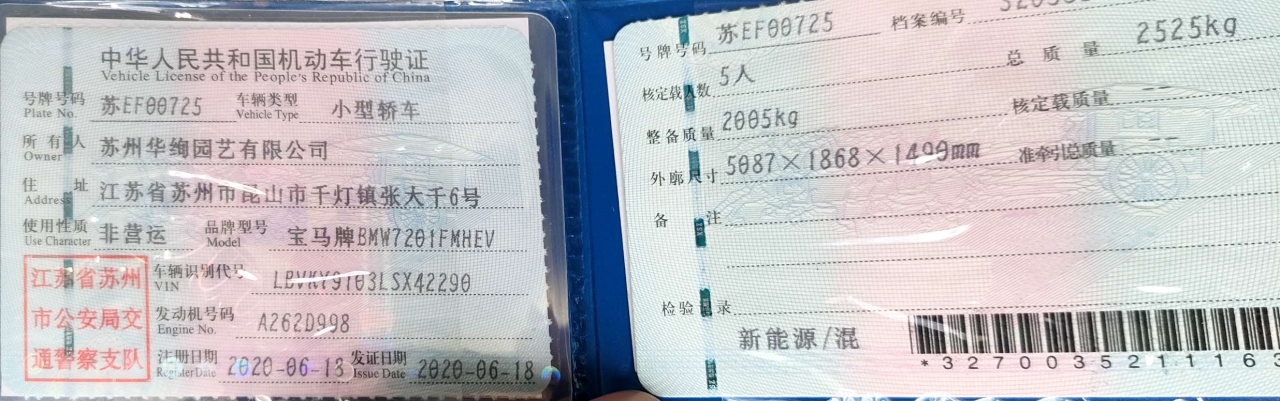 中华人民共和国机动车行驶证
Vehicle License of the People's Republic of China
号牌号码 Plate No. 苏EF00725 车辆类型 Vehicle Type 小型轿车
所有人 Owner 苏州华绚园艺有限公司
住址 Address 江苏省苏州市昆山市千灯镇张大千6号
使用性质 Use Character 非营运 品牌型号 Model 宝马牌BMW7201FMHEV
江苏省苏州
市公安局交
通警察支队
车辆识别代号 VIN LBVKY9103LSX42290
发动机号码 Engine No. A262D998
注册日期 Register Date 2020-06-13 发证日期 Issue Date 2020-06-18
号牌号码 苏EF00725 档案编号
核定载人数 5人 总质量 2525kg
整备质量 2005kg 核定载质量 --
外廓尺寸 5087×1868×1490mm 准牵引总质量 --
备注
检验记录
新能源/混
*3270035211163